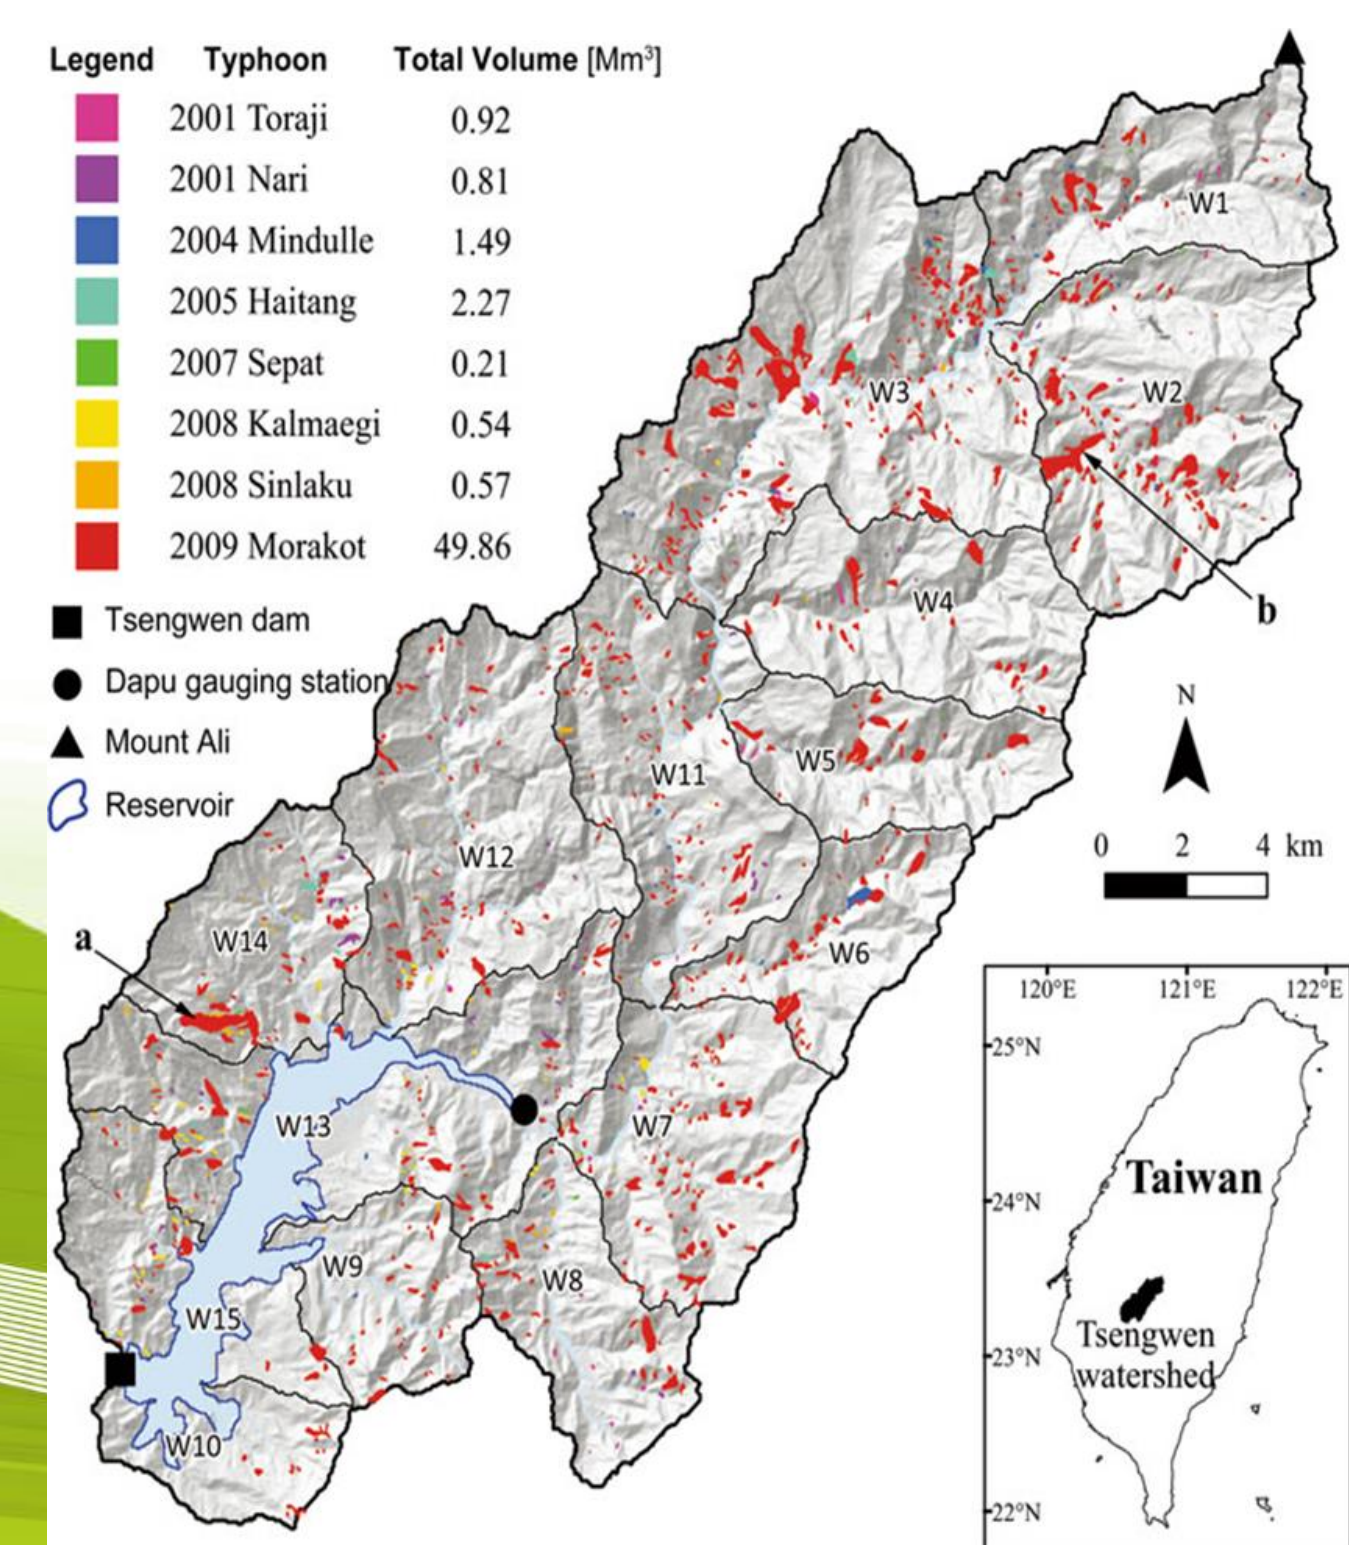 Legend Typhoon Total Volume [Mm³]
2001 Toraji 0.92
2001 Nari 0.81
2004 Mindulle 1.49
2005 Haitang 2.27
2007 Sepat 0.21
2008 Kalmaegi 0.54
2008 Sinlaku 0.57
2009 Morakot 49.86
Tsengwen dam
Dapu gauging station
Mount Ali
Reservoir
W1
W2
W3
b
W4
N
W5
W11
0 2 4 km
W12
W6
W14
a
W7
W13
W9
W8
W15
W10
120°E 121°E 122°E
25°N
24°N
23°N
22°N
Taiwan
Tsengwen
watershed